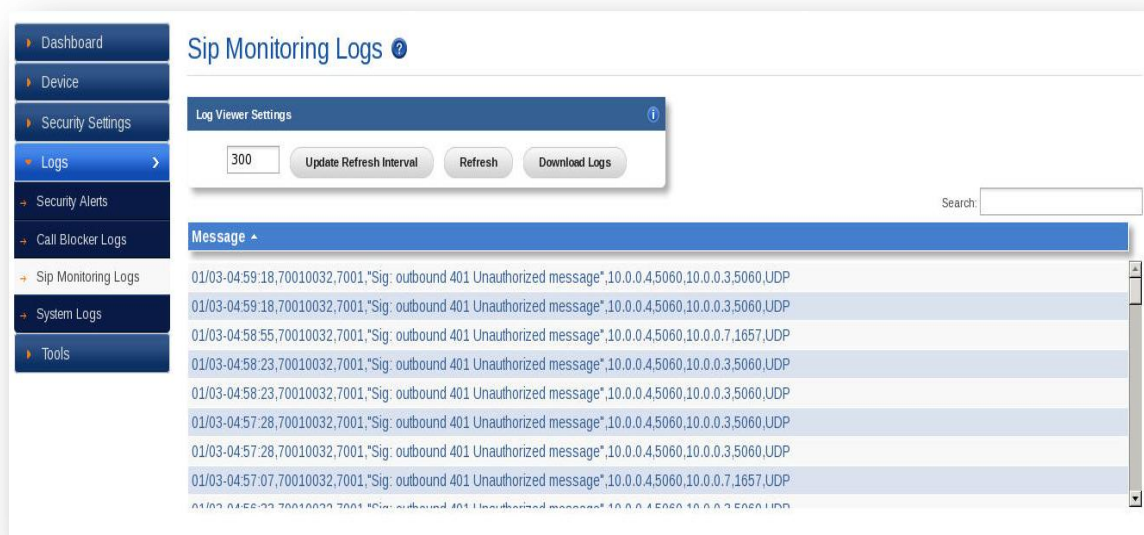 Dashboard
Device
Security Settings
Logs
Security Alerts
Call Blocker Logs
Sip Monitoring Logs
System Logs
Tools
Sip Monitoring Logs ?
Log Viewer Settings i
300 Update Refresh Interval Refresh Download Logs
Search:
Message
01/03-04:59:18,70010032,7001,"Sig: outbound 401 Unauthorized message",10.0.0.4,5060,10.0.0.3,5060,UDP
01/03-04:59:18,70010032,7001,"Sig: outbound 401 Unauthorized message",10.0.0.4,5060,10.0.0.3,5060,UDP
01/03-04:58:55,70010032,7001,"Sig: outbound 401 Unauthorized message",10.0.0.4,5060,10.0.0.7,1657,UDP
01/03-04:58:23,70010032,7001,"Sig: outbound 401 Unauthorized message",10.0.0.4,5060,10.0.0.3,5060,UDP
01/03-04:58:23,70010032,7001,"Sig: outbound 401 Unauthorized message",10.0.0.4,5060,10.0.0.3,5060,UDP
01/03-04:57:28,70010032,7001,"Sig: outbound 401 Unauthorized message",10.0.0.4,5060,10.0.0.3,5060,UDP
01/03-04:57:28,70010032,7001,"Sig: outbound 401 Unauthorized message",10.0.0.4,5060,10.0.0.3,5060,UDP
01/03-04:57:07,70010032,7001,"Sig: outbound 401 Unauthorized message",10.0.0.4,5060,10.0.0.7,1657,UDP